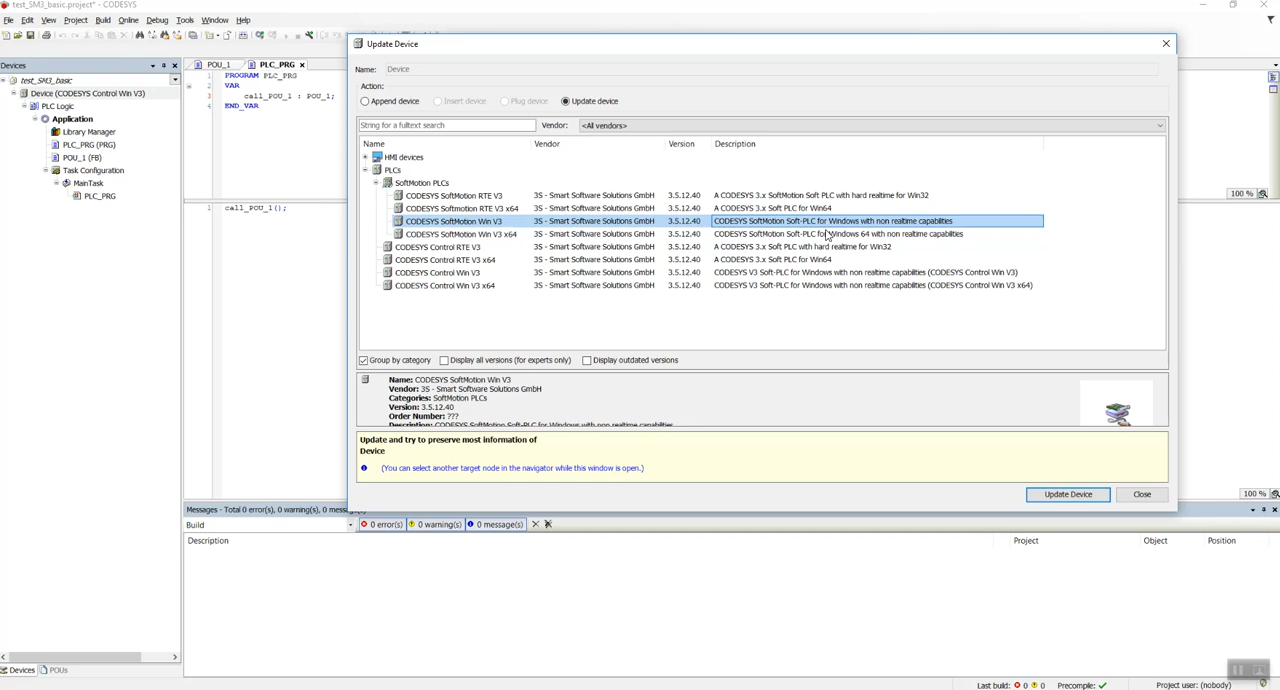 test_SM3_basic.project* - CODESYS
File Edit View Project Build Online Debug Tools Window Help
Devices
test_SM3_basic
Device (CODESYS Control Win V3)
PLC Logic
Application
Library Manager
PLC_PRG (PRG)
POU_1 (FB)
Task Configuration
MainTask
PLC_PRG
Devices POUs
POU_1 PLC_PRG
1 PROGRAM PLC_PRG
2 VAR
3 call_POU_1 : POU_1;
4 END_VAR
100 %
1 call_POU_1();
100 %
Update Device
Name: Device
Action:
Append device Insert device Plug device Update device
String for a fulltext search Vendor: <All vendors>
Name Vendor Version Description
HMI devices
PLCs
SoftMotion PLCs
CODESYS SoftMotion RTE V3 3S - Smart Software Solutions GmbH 3.5.12.40 A CODESYS 3.x SoftMotion Soft PLC with hard realtime for Win32
CODESYS Softmotion RTE V3 x64 3S - Smart Software Solutions GmbH 3.5.12.40 A CODESYS 3.x Soft PLC for Win64
CODESYS SoftMotion Win V3 3S - Smart Software Solutions GmbH 3.5.12.40 CODESYS SoftMotion Soft-PLC for Windows with non realtime capabilities
CODESYS SoftMotion Win V3 x64 3S - Smart Software Solutions GmbH 3.5.12.40 CODESYS SoftMotion Soft-PLC for Windows 64 with non realtime capabilities
CODESYS Control RTE V3 3S - Smart Software Solutions GmbH 3.5.12.40 A CODESYS 3.x Soft PLC with hard realtime for Win32
CODESYS Control RTE V3 x64 3S - Smart Software Solutions GmbH 3.5.12.40 A CODESYS 3.x Soft PLC for Win64
CODESYS Control Win V3 3S - Smart Software Solutions GmbH 3.5.12.40 CODESYS V3 Soft-PLC for Windows with non realtime capabilities (CODESYS Control Win V3)
CODESYS Control Win V3 x64 3S - Smart Software Solutions GmbH 3.5.12.40 CODESYS V3 Soft-PLC for Windows with non realtime capabilities (CODESYS Control Win V3 x64)
Group by category Display all versions (for experts only) Display outdated versions
Name: CODESYS SoftMotion Win V3
Vendor: 3S - Smart Software Solutions GmbH
Categories: SoftMotion PLCs
Version: 3.5.12.40
Order Number: ???
Description: CODESYS SoftMotion Soft-PLC for Windows with non realtime capabilities
Update and try to preserve most information of
Device
(You can select another target node in the navigator while this window is open.)
Update Device Close
Messages - Total 0 error(s), 0 warning(s), 0
Build 0 error(s) 0 warning(s) 0 message(s)
Description Project Object Position
Last build: 0 0 Precompile: Project user: (nobody)